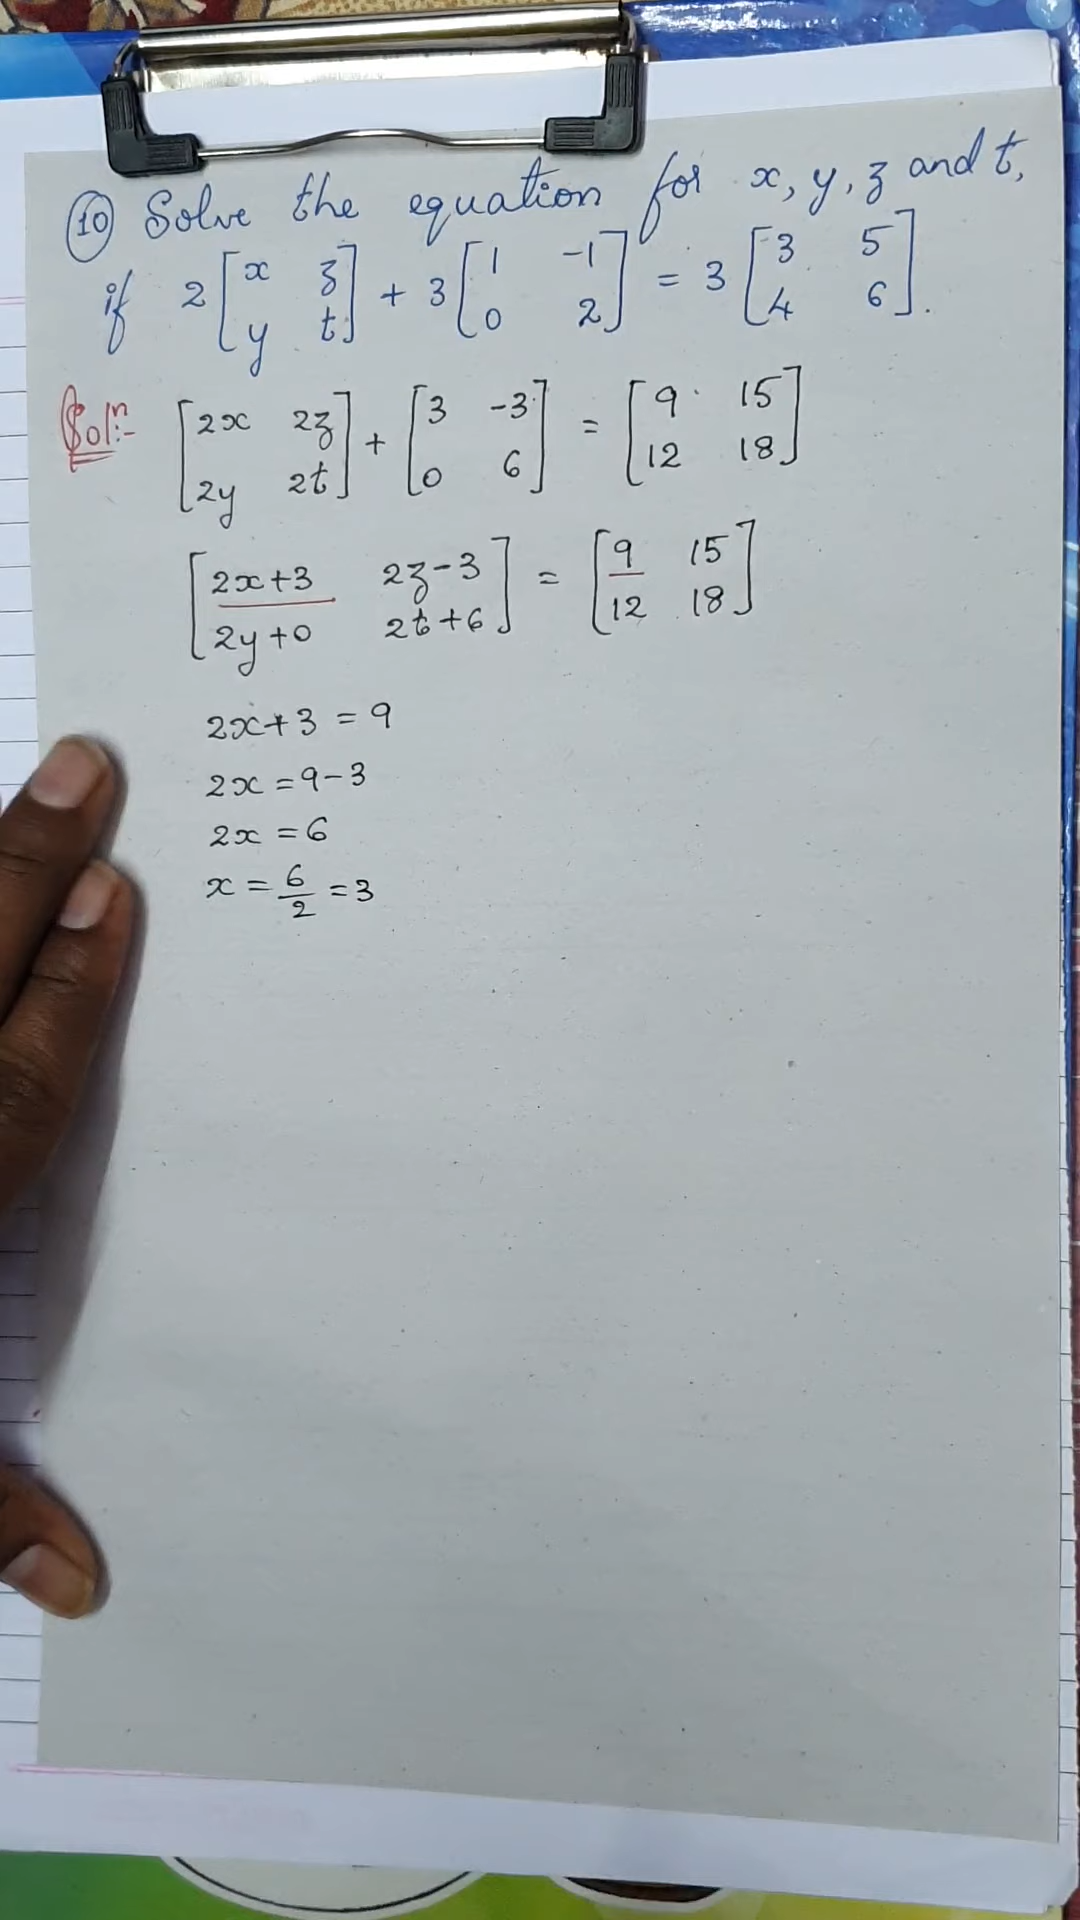 (10) Solve the equation for x, y, z and t,
if 2 [x z; y t] + 3 [1 -1; 0 2] = 3 [3 5; 4 6].
Solⁿ:- [2x 2z; 2y 2t] + [3 -3; 0 6] = [9 15; 12 18]
[2x+3 2z-3; 2y+0 2t+6] = [9 15; 12 18]
2x+3 = 9
2x = 9-3
2x = 6
x = 6/2 = 3